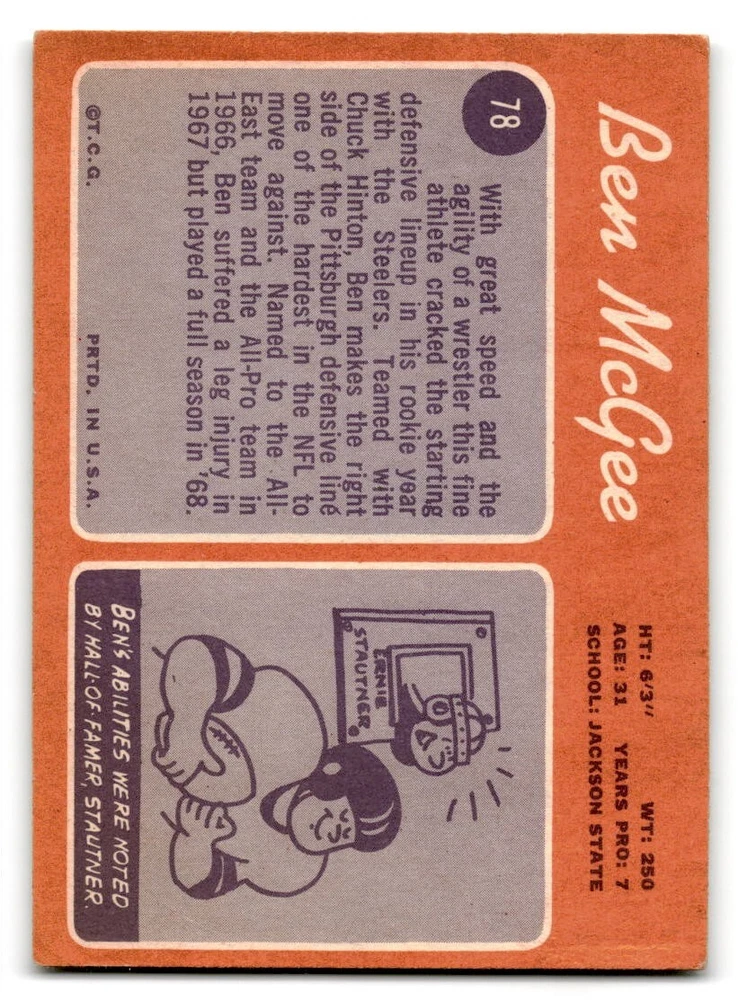 Ben McGee
HT: 6'3" WT: 250
AGE: 31 YEARS PRO: 7
SCHOOL: JACKSON STATE
78
With great speed and the
agility of a wrestler this fine
athlete cracked the starting
defensive lineup in his rookie year
with the Steelers. Teamed with
Chuck Hinton, Ben makes the right
side of the Pittsburgh defensive line
one of the hardest in the NFL to
move against. Named to the All-
East team and the All-Pro team in
1966, Ben suffered a leg injury in
1967 but played a full season in '68.
©T.C.G. PRTD. IN U.S.A.
ERNIE
STAUTNER
BEN'S ABILITIES WERE NOTED
BY HALL-OF FAMER, STAUTNER.